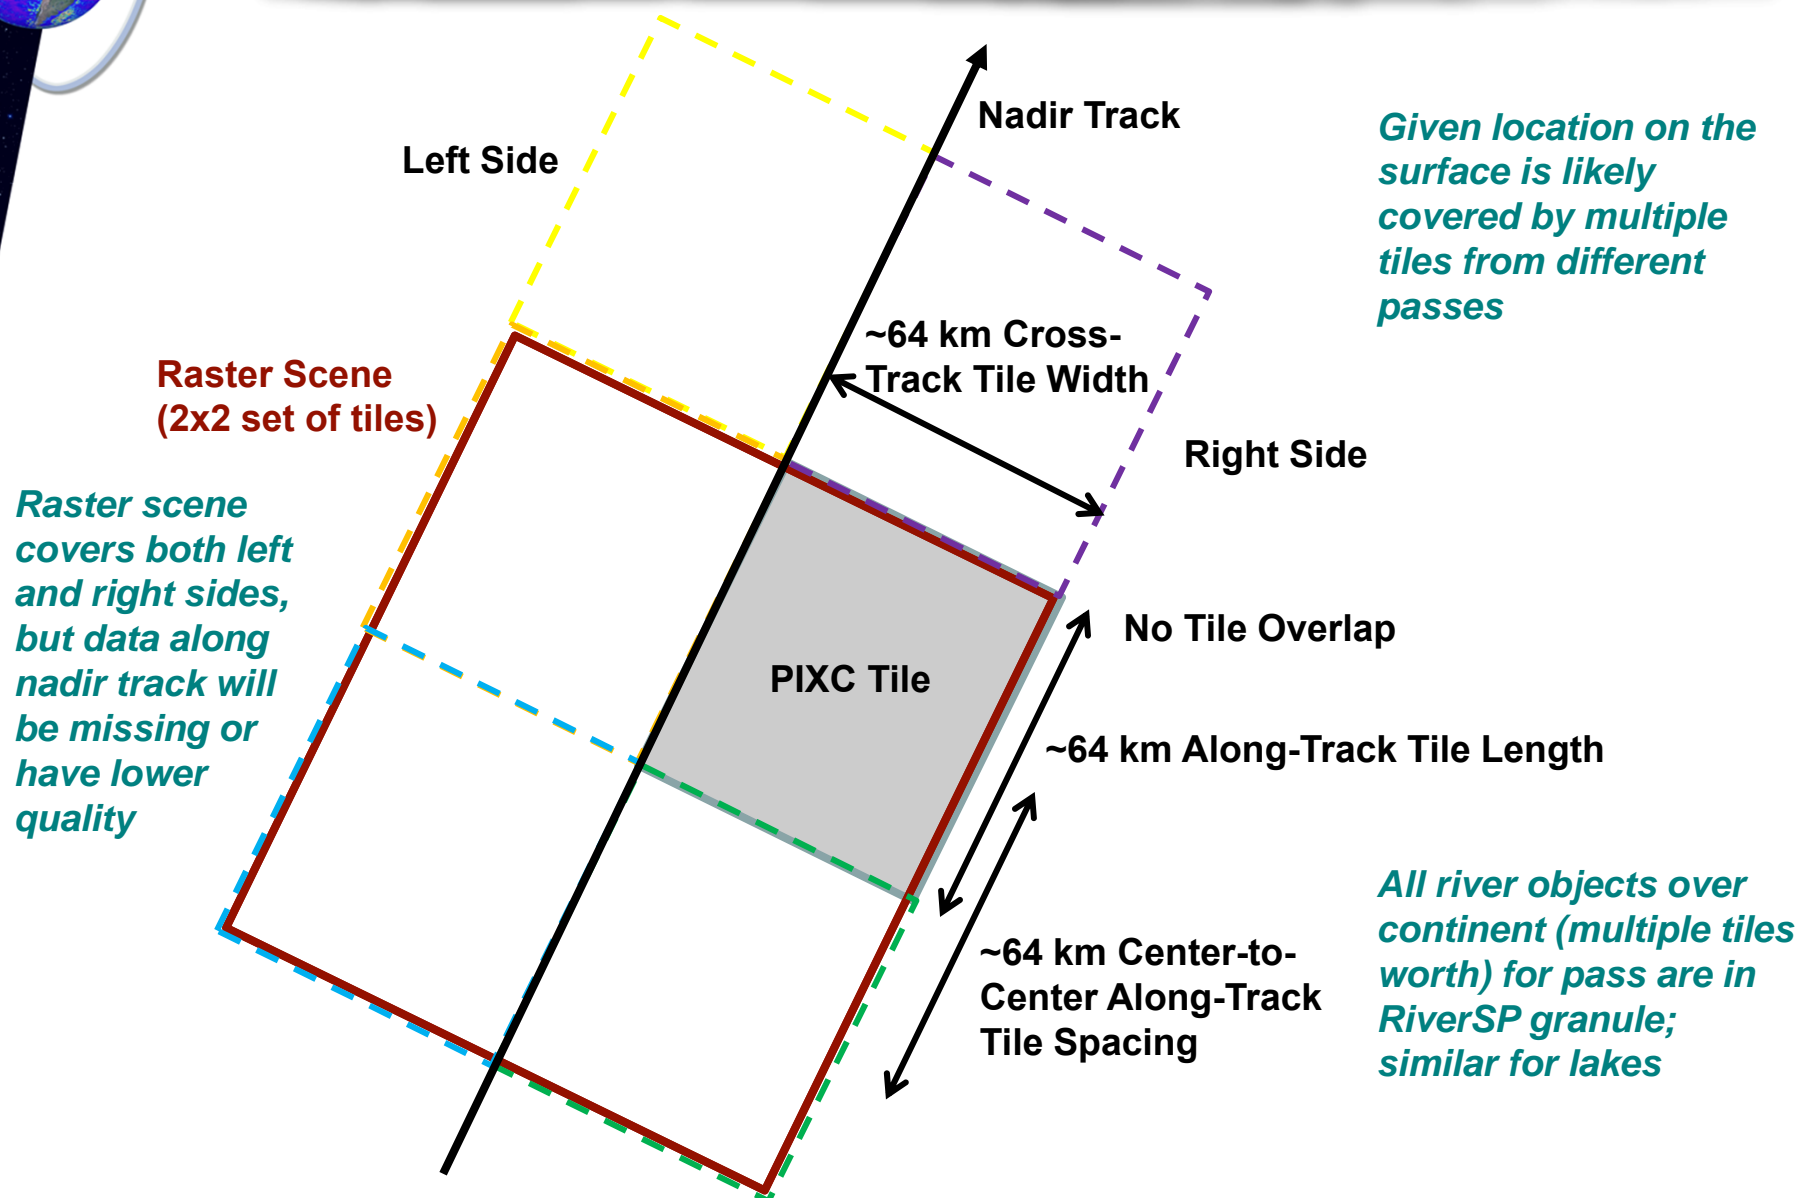 Nadir Track
Left Side
Given location on the
surface is likely
covered by multiple
tiles from different
passes
~64 km Cross-
Track Tile Width
Raster Scene
(2x2 set of tiles)
Right Side
Raster scene
covers both left
and right sides,
but data along
nadir track will
be missing or
have lower
quality
No Tile Overlap
PIXC Tile
~64 km Along-Track Tile Length
~64 km Center-to-
Center Along-Track
Tile Spacing
All river objects over
continent (multiple tiles
worth) for pass are in
RiverSP granule;
similar for lakes